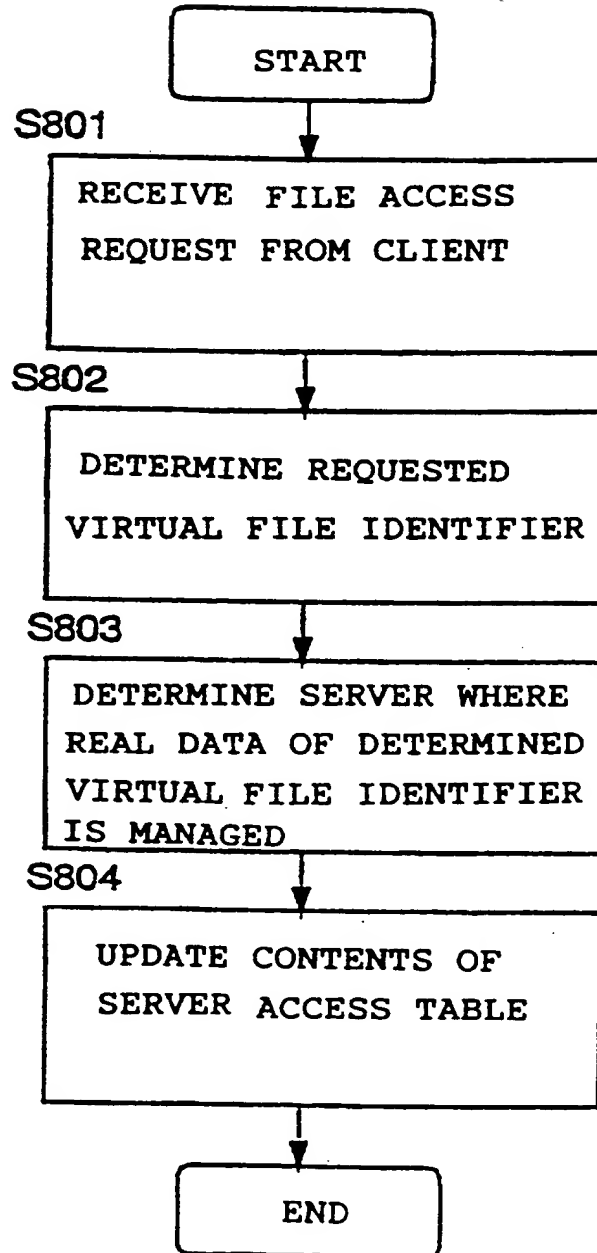 START
S801
RECEIVE FILE ACCESS
REQUEST FROM CLIENT
S802
DETERMINE REQUESTED
VIRTUAL FILE IDENTIFIER
S803
DETERMINE SERVER WHERE
REAL DATA OF DETERMINED
VIRTUAL FILE IDENTIFIER
IS MANAGED
S804
UPDATE CONTENTS OF
SERVER ACCESS TABLE
END